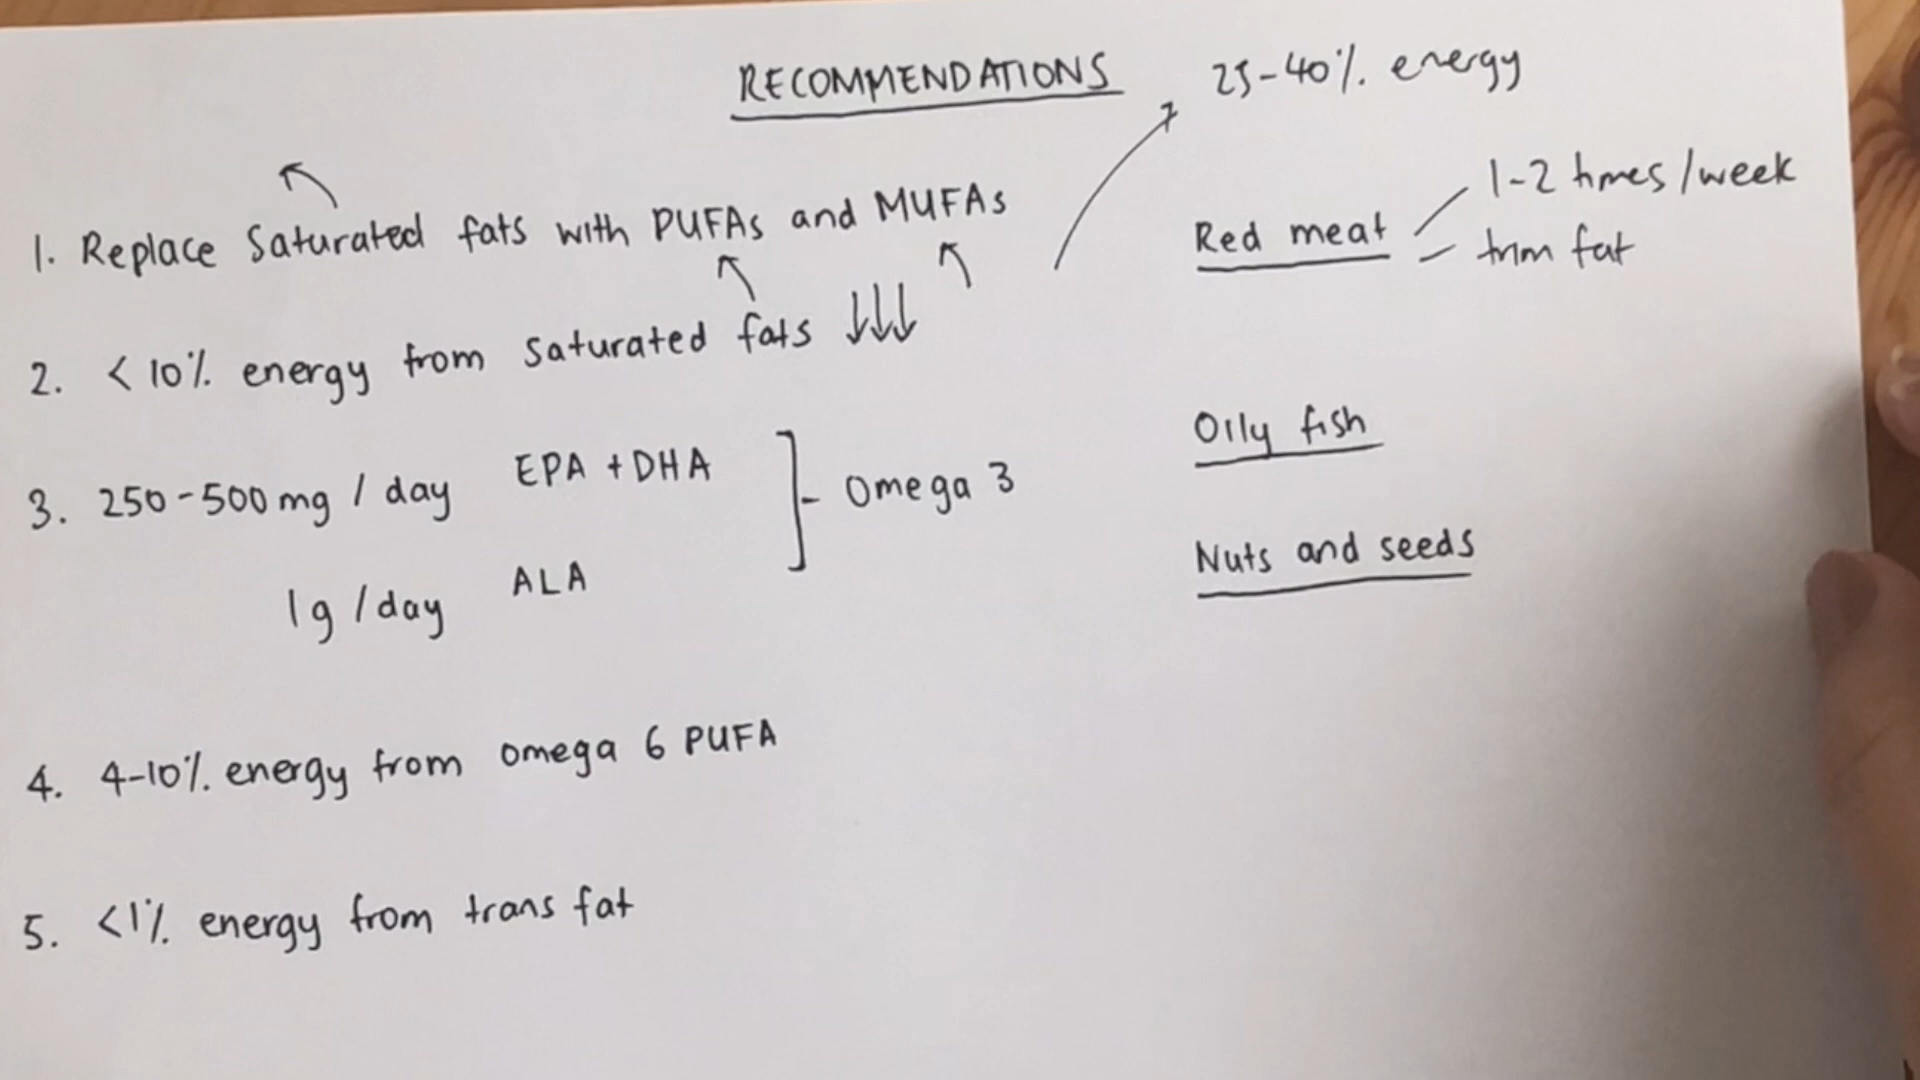 RECOMMENDATIONS
25-40% energy
1. Replace Saturated fats with PUFAs and MUFAs
2. <10% energy from saturated fats ↓↓↓
3. 250-500mg / day EPA + DHA
1g /day ALA
Omega 3
4. 4-10% energy from omega 6 PUFA
5. <1% energy from trans fat
Red meat
1-2 times /week
trim fat
Oily fish
Nuts and seeds